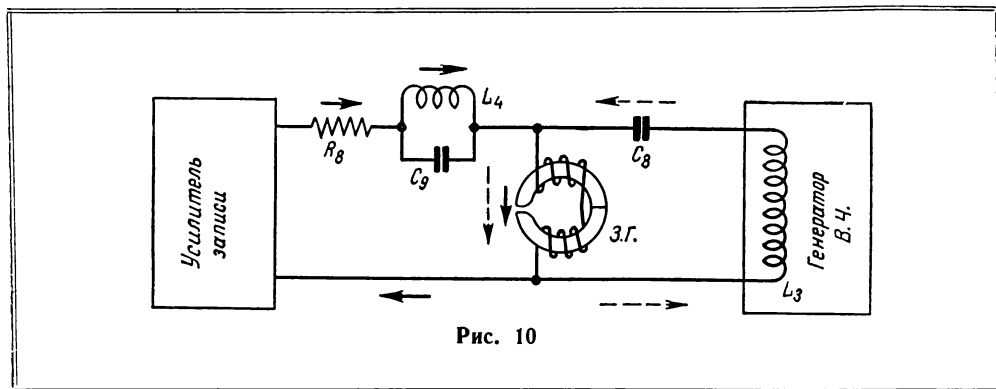 Усилитель
записи
R8
L4
C9
C8
З.Г.
L3
Генератор
В.Ч.
Рис. 10